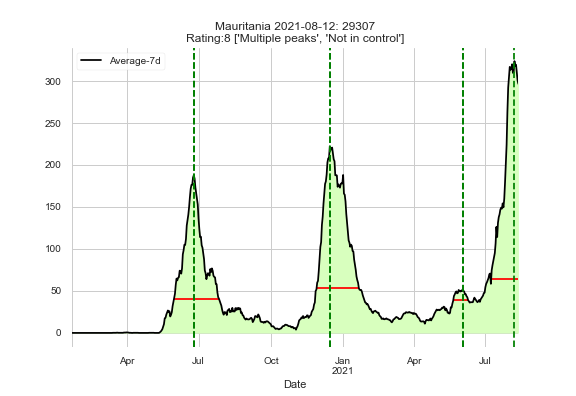 Mauritania 2021-08-12: 29307
Rating:8 ['Multiple peaks', 'Not in control']
Average-7d
300
250
200
150
100
50
0
Apr
Jul
Oct
Jan
2021
Apr
Jul
Date